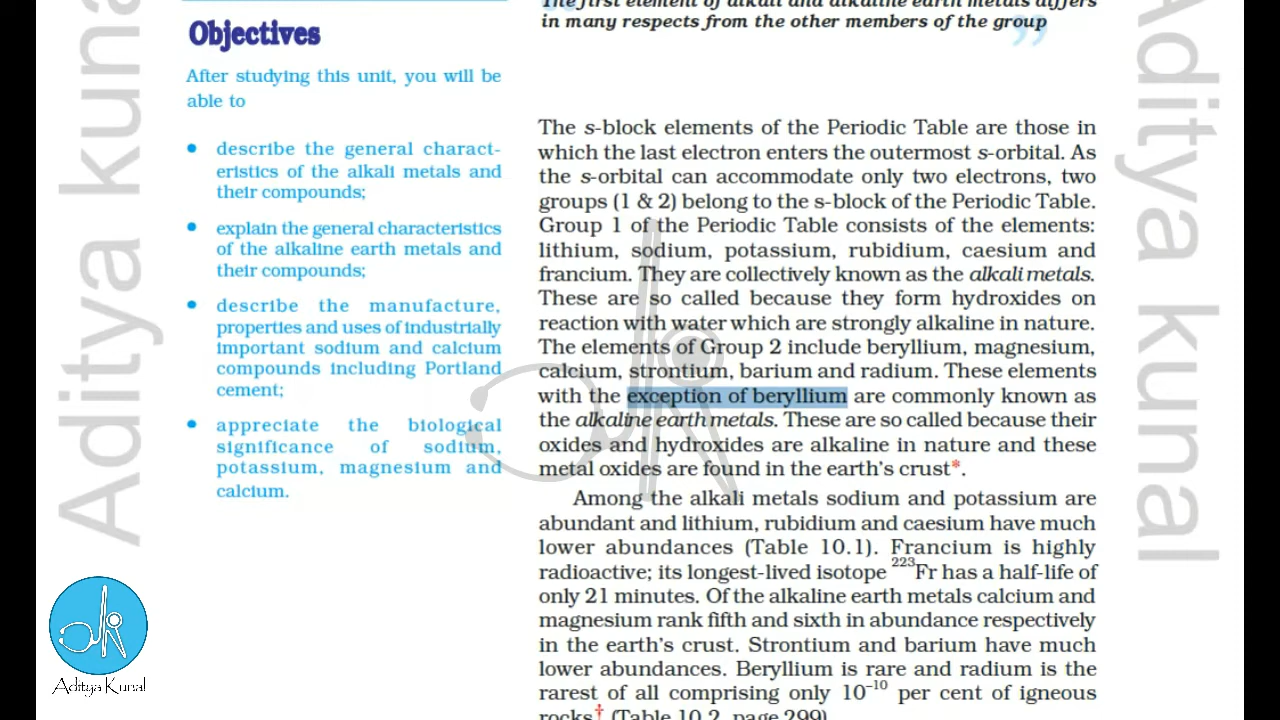 The first element of alkali and alkaline earth metals differs
in many respects from the other members of the group
”
Objectives
After studying this unit, you will be
able to
• describe the general charact-
eristics of the alkali metals and
their compounds;
• explain the general characteristics
of the alkaline earth metals and
their compounds;
• describe the manufacture,
properties and uses of industrially
important sodium and calcium
compounds including Portland
cement;
• appreciate the biological
significance of sodium,
potassium, magnesium and
calcium.
The s-block elements of the Periodic Table are those in
which the last electron enters the outermost s-orbital. As
the s-orbital can accommodate only two electrons, two
groups (1 & 2) belong to the s-block of the Periodic Table.
Group 1 of the Periodic Table consists of the elements:
lithium, sodium, potassium, rubidium, caesium and
francium. They are collectively known as the alkali metals.
These are so called because they form hydroxides on
reaction with water which are strongly alkaline in nature.
The elements of Group 2 include beryllium, magnesium,
calcium, strontium, barium and radium. These elements
with the exception of beryllium are commonly known as
the alkaline earth metals. These are so called because their
oxides and hydroxides are alkaline in nature and these
metal oxides are found in the earth's crust*.
Among the alkali metals sodium and potassium are
abundant and lithium, rubidium and caesium have much
lower abundances (Table 10.1). Francium is highly
radioactive; its longest-lived isotope ²²³Fr has a half-life of
only 21 minutes. Of the alkaline earth metals calcium and
magnesium rank fifth and sixth in abundance respectively
in the earth's crust. Strontium and barium have much
lower abundances. Beryllium is rare and radium is the
rarest of all comprising only 10⁻¹⁰ per cent of igneous
rocks† (Table 10.2, page 299).
Aditya kuna
Aditya kunal
Aditya Kunal